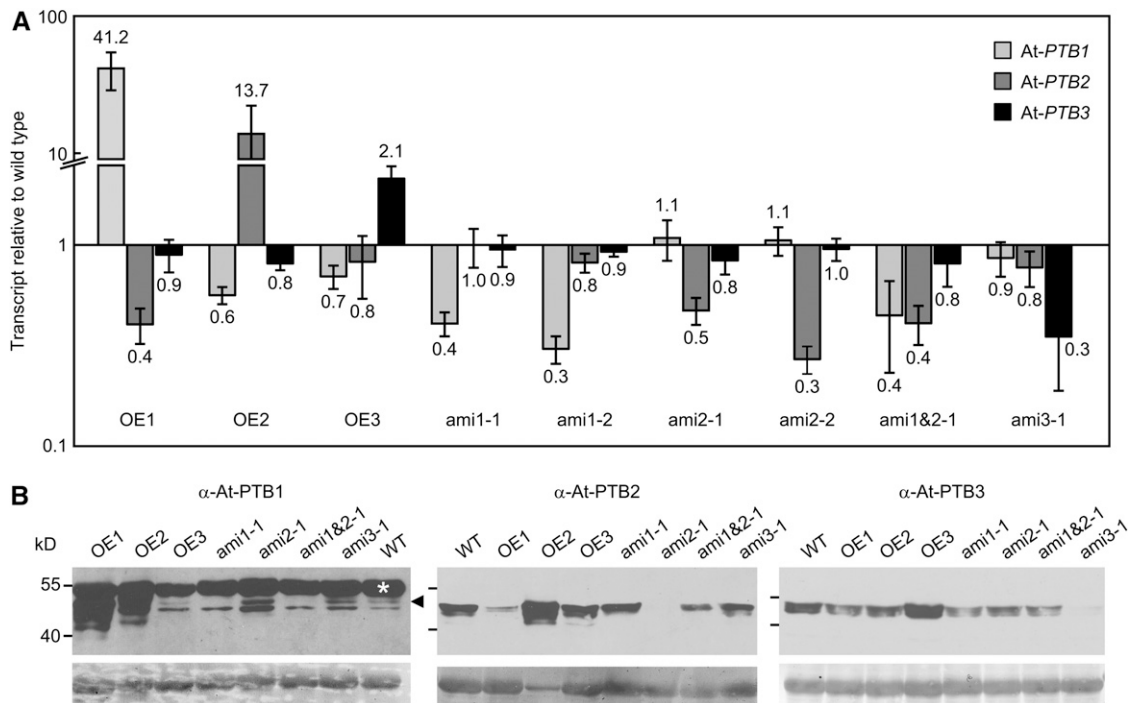 A
100
10
1
0.1
Transcript relative to wild type
At-PTB1
At-PTB2
At-PTB3
41.2
0.4
0.9
0.6
13.7
0.8
0.7
0.8
2.1
0.4
1.0
0.9
0.3
0.8
0.9
1.1
0.5
0.8
1.1
0.3
1.0
0.4
0.4
0.8
0.9
0.8
0.3
OE1
OE2
OE3
ami1-1
ami1-2
ami2-1
ami2-2
ami1&2-1
ami3-1
B
α-At-PTB1
kD
OE1
OE2
OE3
ami1-1
ami2-1
ami1&2-1
ami3-1
WT
55
*
40
α-At-PTB2
WT
OE1
OE2
OE3
ami1-1
ami2-1
ami1&2-1
ami3-1
α-At-PTB3
WT
OE1
OE2
OE3
ami1-1
ami2-1
ami1&2-1
ami3-1